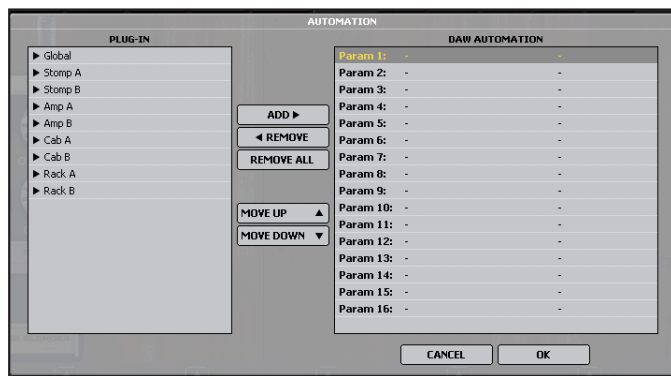 AUTOMATION
PLUG-IN
▶ Global
▶ Stomp A
▶ Stomp B
▶ Amp A
▶ Amp B
▶ Cab A
▶ Cab B
▶ Rack A
▶ Rack B
ADD ▶
◀ REMOVE
REMOVE ALL
MOVE UP ▲
MOVE DOWN ▼
DAW AUTOMATION
Param 1: - -
Param 2: - -
Param 3: - -
Param 4: - -
Param 5: - -
Param 6: - -
Param 7: - -
Param 8: - -
Param 9: - -
Param 10: - -
Param 11: - -
Param 12: - -
Param 13: - -
Param 14: - -
Param 15: - -
Param 16: - -
CANCEL
OK